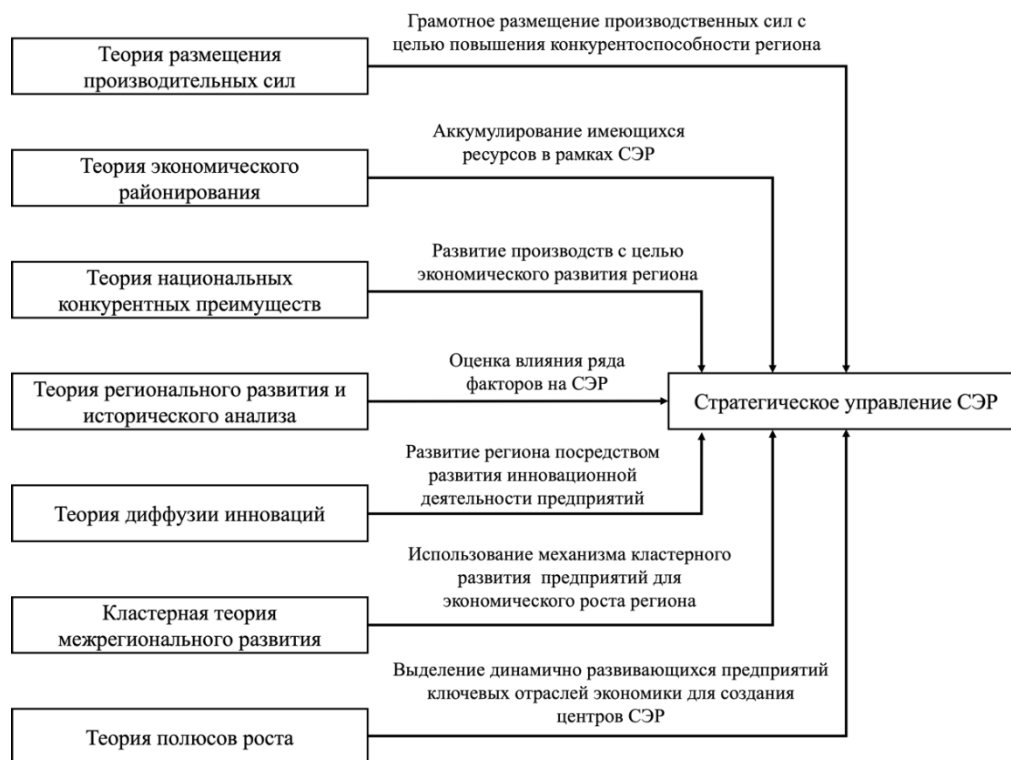 Грамотное размещение производственных сил с
целью повышения конкурентоспособности региона
Теория размещения
производительных сил
Аккумулирование имеющихся
ресурсов в рамках СЭР
Теория экономического
районирования
Развитие производств с целью
экономического развития региона
Теория национальных
конкурентных преимуществ
Оценка влияния ряда
факторов на СЭР
Теория регионального развития и
исторического анализа
Стратегическое управление СЭР
Развитие региона посредством
развития инновационной
деятельности предприятий
Теория диффузии инноваций
Использование механизма кластерного
развития предприятий для
экономического роста региона
Кластерная теория
межрегионального развития
Выделение динамично развивающихся предприятий
ключевых отраслей экономики для создания
центров СЭР
Теория полюсов роста